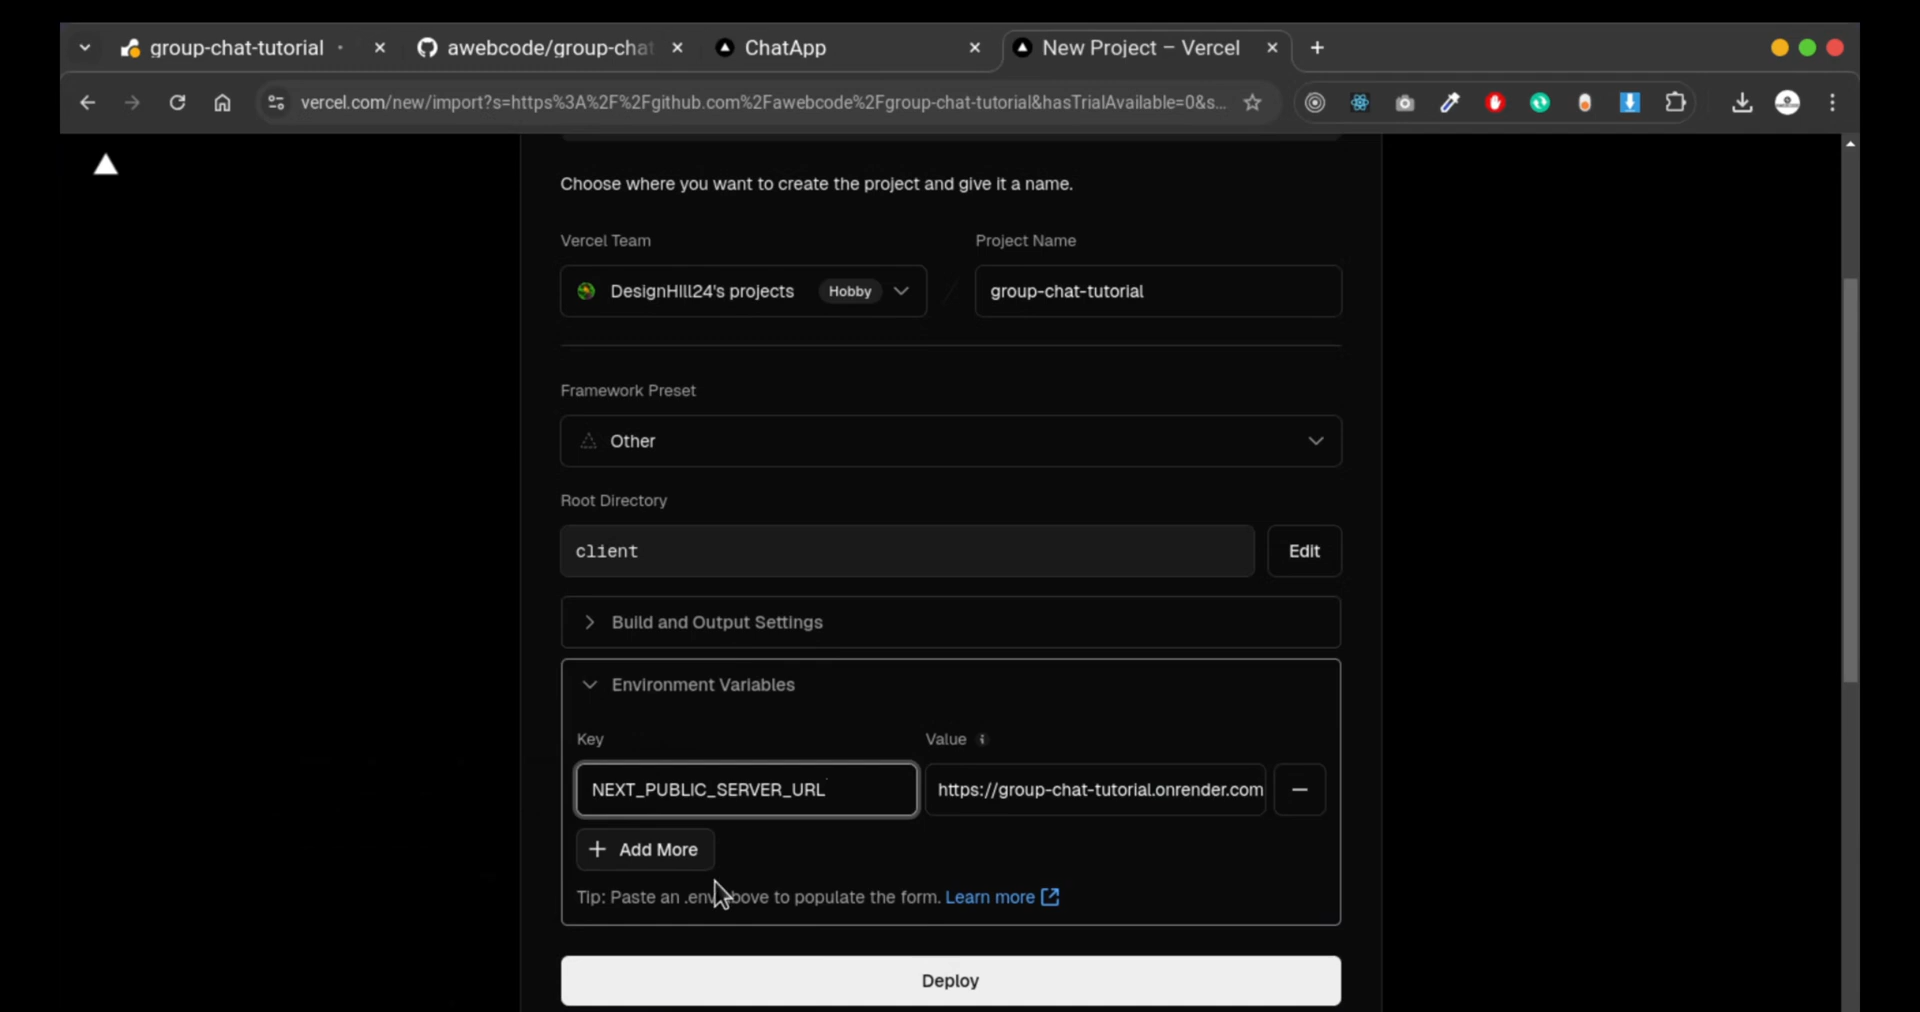 group-chat-tutorial
awebcode/group-chat
ChatApp
New Project – Vercel
vercel.com/new/import?s=https%3A%2F%2Fgithub.com%2Fawebcode%2Fgroup-chat-tutorial&hasTrialAvailable=0&s...
Choose where you want to create the project and give it a name.
Vercel Team
Project Name
DesignHIll24's projects
Hobby
group-chat-tutorial
Framework Preset
Other
Root Directory
client
Edit
Build and Output Settings
Environment Variables
Key
Value
NEXT_PUBLIC_SERVER_URL
https://group-chat-tutorial.onrender.com
Add More
Tip: Paste an .env above to populate the form. Learn more
Deploy